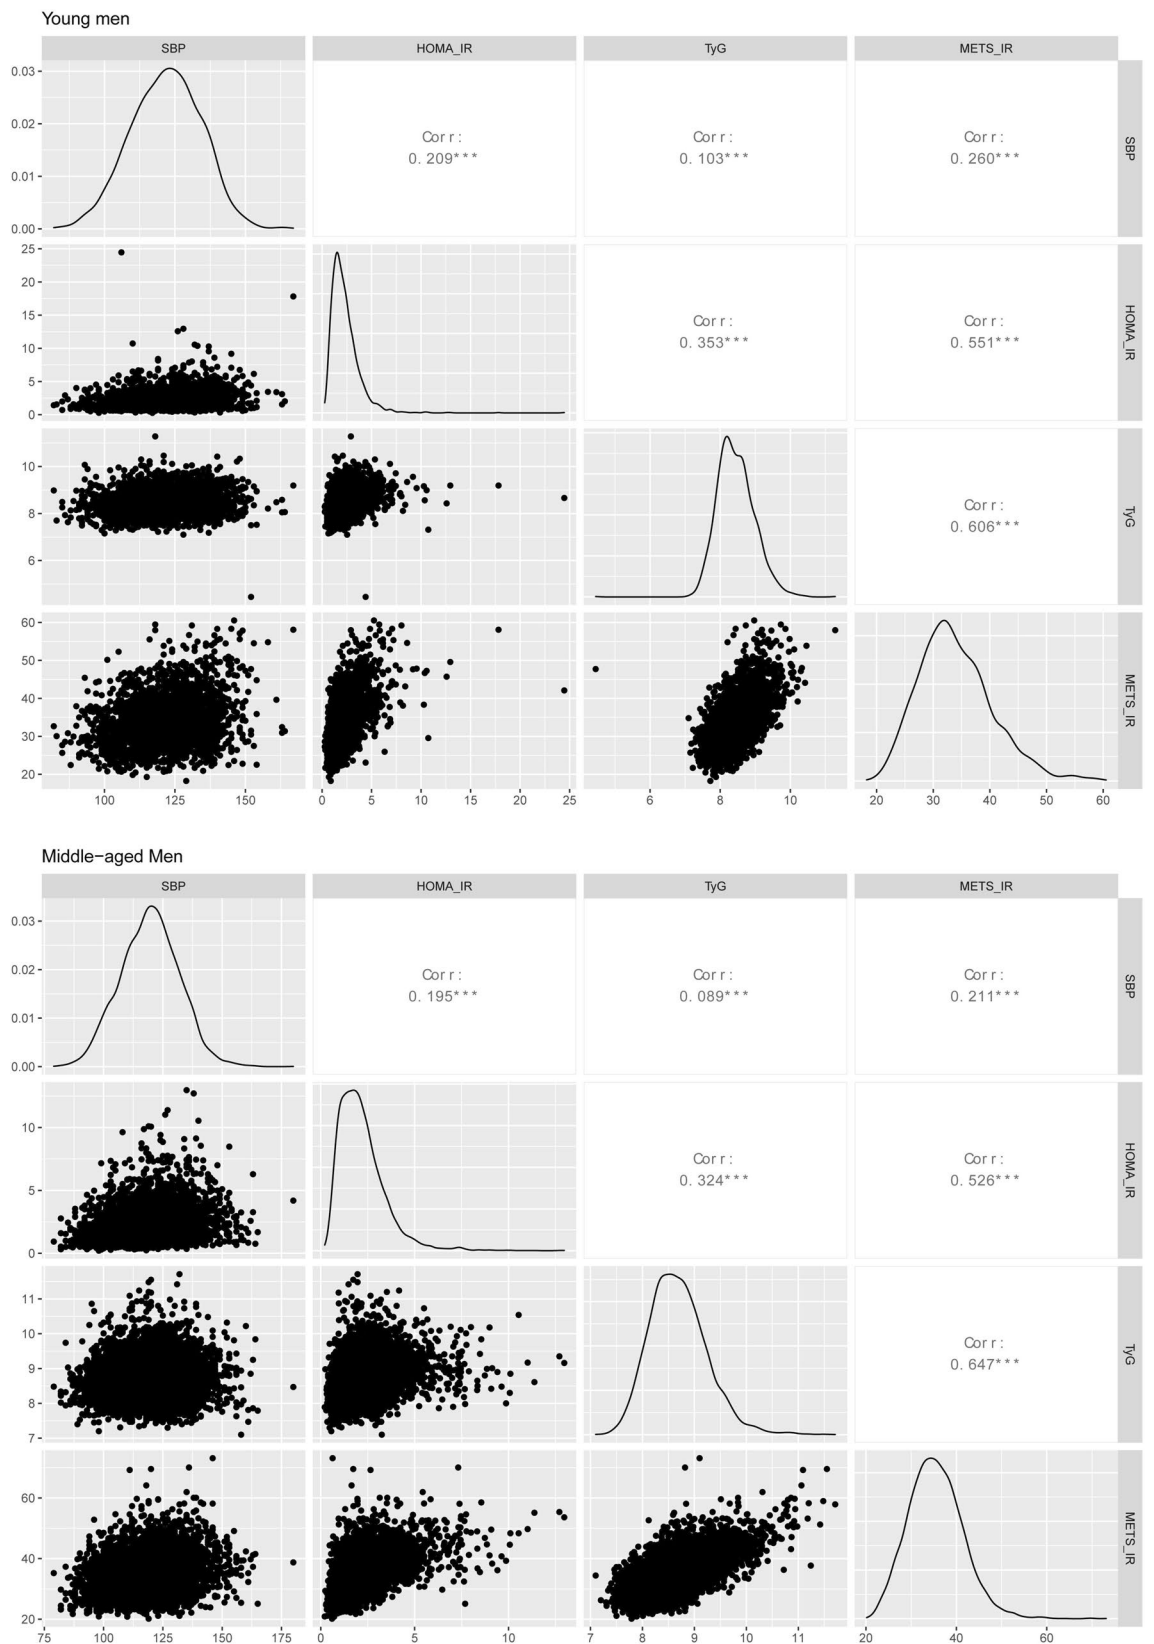 Young men
SBP HOMA_IR TyG METS_IR
0.03
0.02
0.01
0.00
Corr:
0.209***
Corr:
0.103***
Corr:
0.260***
SBP
25
20
15
10
5
0
Corr:
0.353***
Corr:
0.551***
HOMA_IR
10
8
6
Corr:
0.606***
TyG
60
50
40
30
20
METS_IR
100 125 150 0 5 10 15 20 25 6 8 10 20 30 40 50 60
Middle-aged Men
SBP HOMA_IR TyG METS_IR
0.03
0.02
0.01
0.00
Corr:
0.195***
Corr:
0.089***
Corr:
0.211***
SBP
10
5
0
Corr:
0.324***
Corr:
0.526***
HOMA_IR
11
10
9
8
7
Corr:
0.647***
TyG
60
40
20
METS_IR
75 100 125 150 175 0 5 10 7 8 9 10 11 20 40 60